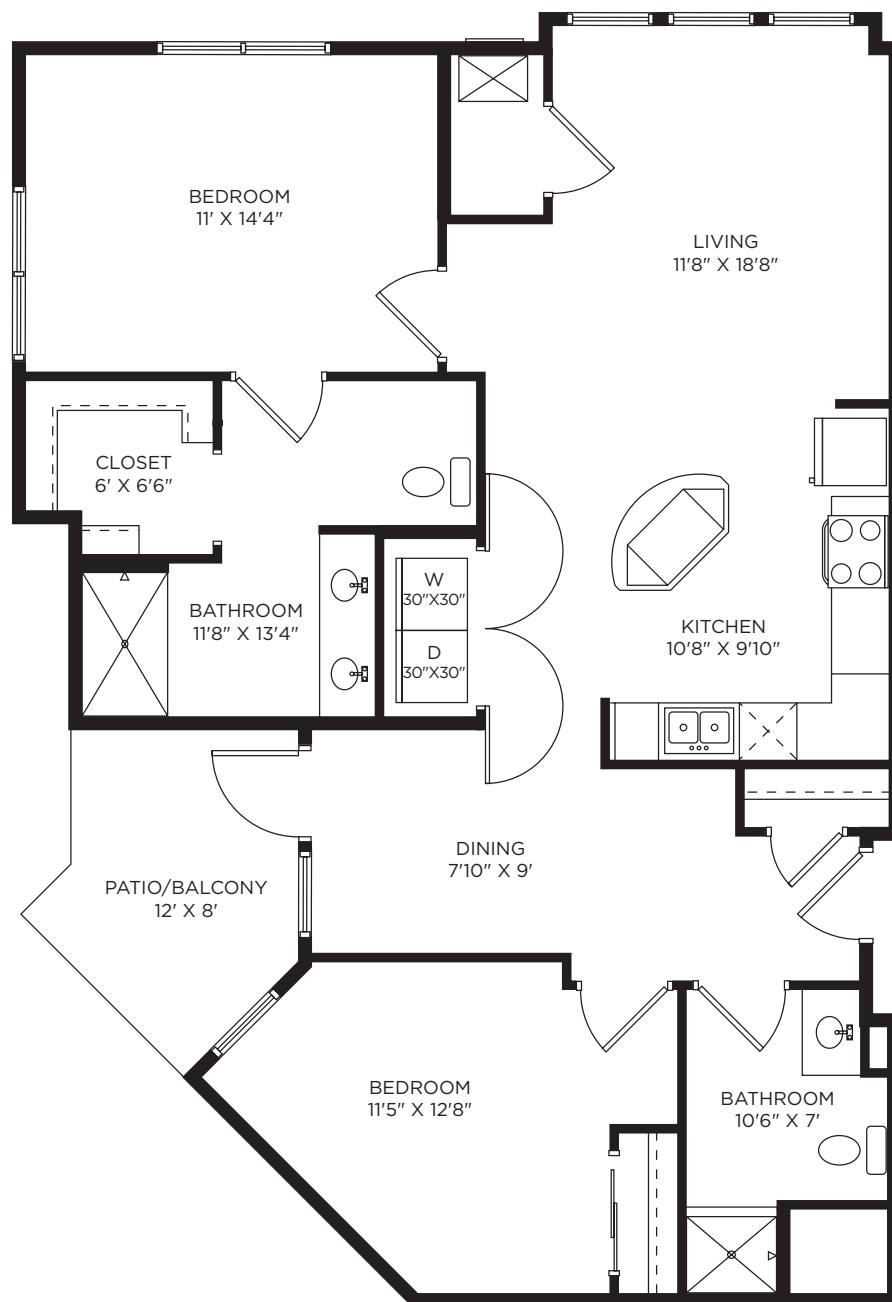 BEDROOM
11' X 14'4"
LIVING
11'8" X 18'8"
CLOSET
6' X 6'6"
W
30"X30"
D
30"X30"
BATHROOM
11'8" X 13'4"
KITCHEN
10'8" X 9'10"
DINING
7'10" X 9'
PATIO/BALCONY
12' X 8'
BEDROOM
11'5" X 12'8"
BATHROOM
10'6" X 7'